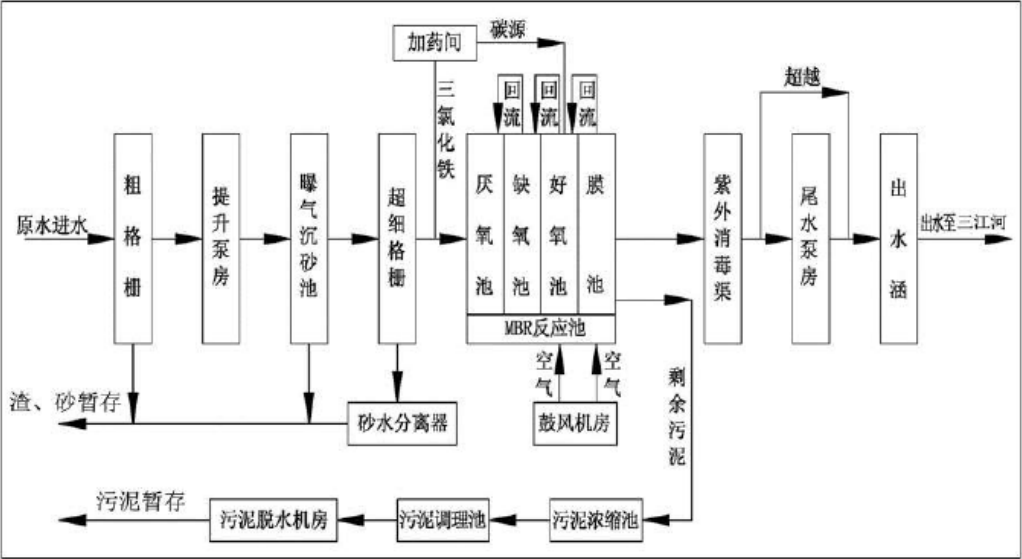 加药间
碳源
三氯化铁
回流
回流
回流
超越
原水进水
粗格栅
提升泵房
曝气沉砂池
超细格栅
厌氧池
缺氧池
好氧池
膜池
MBR反应池
紫外消毒渠
尾水泵房
出水涵
出水至三江河
空气
空气
剩余污泥
渣、砂暂存
砂水分离器
鼓风机房
污泥暂存
污泥脱水机房
污泥调理池
污泥浓缩池